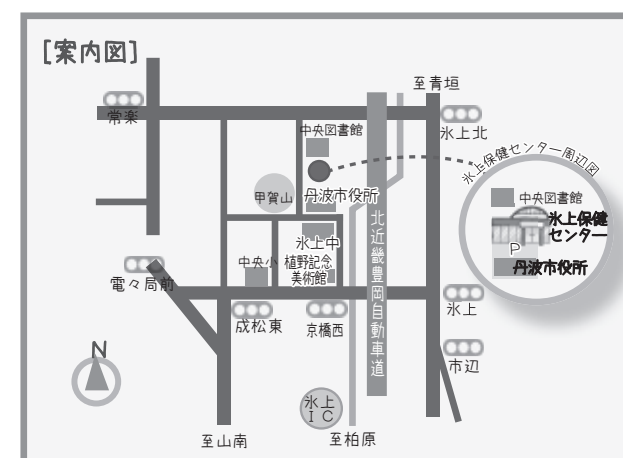 [案内図]
至青垣
常楽
中央図書館
氷上北
氷上保健センター周辺図
甲賀山
丹波市役所
中央図書館
氷上保健
センター
P
丹波市役所
北近畿豊岡自動車道
氷上中
中央小
植野記念
美術館
電々局前
氷上
成松東
京橋西
市辺
N
氷上
IC
至山南
至柏原